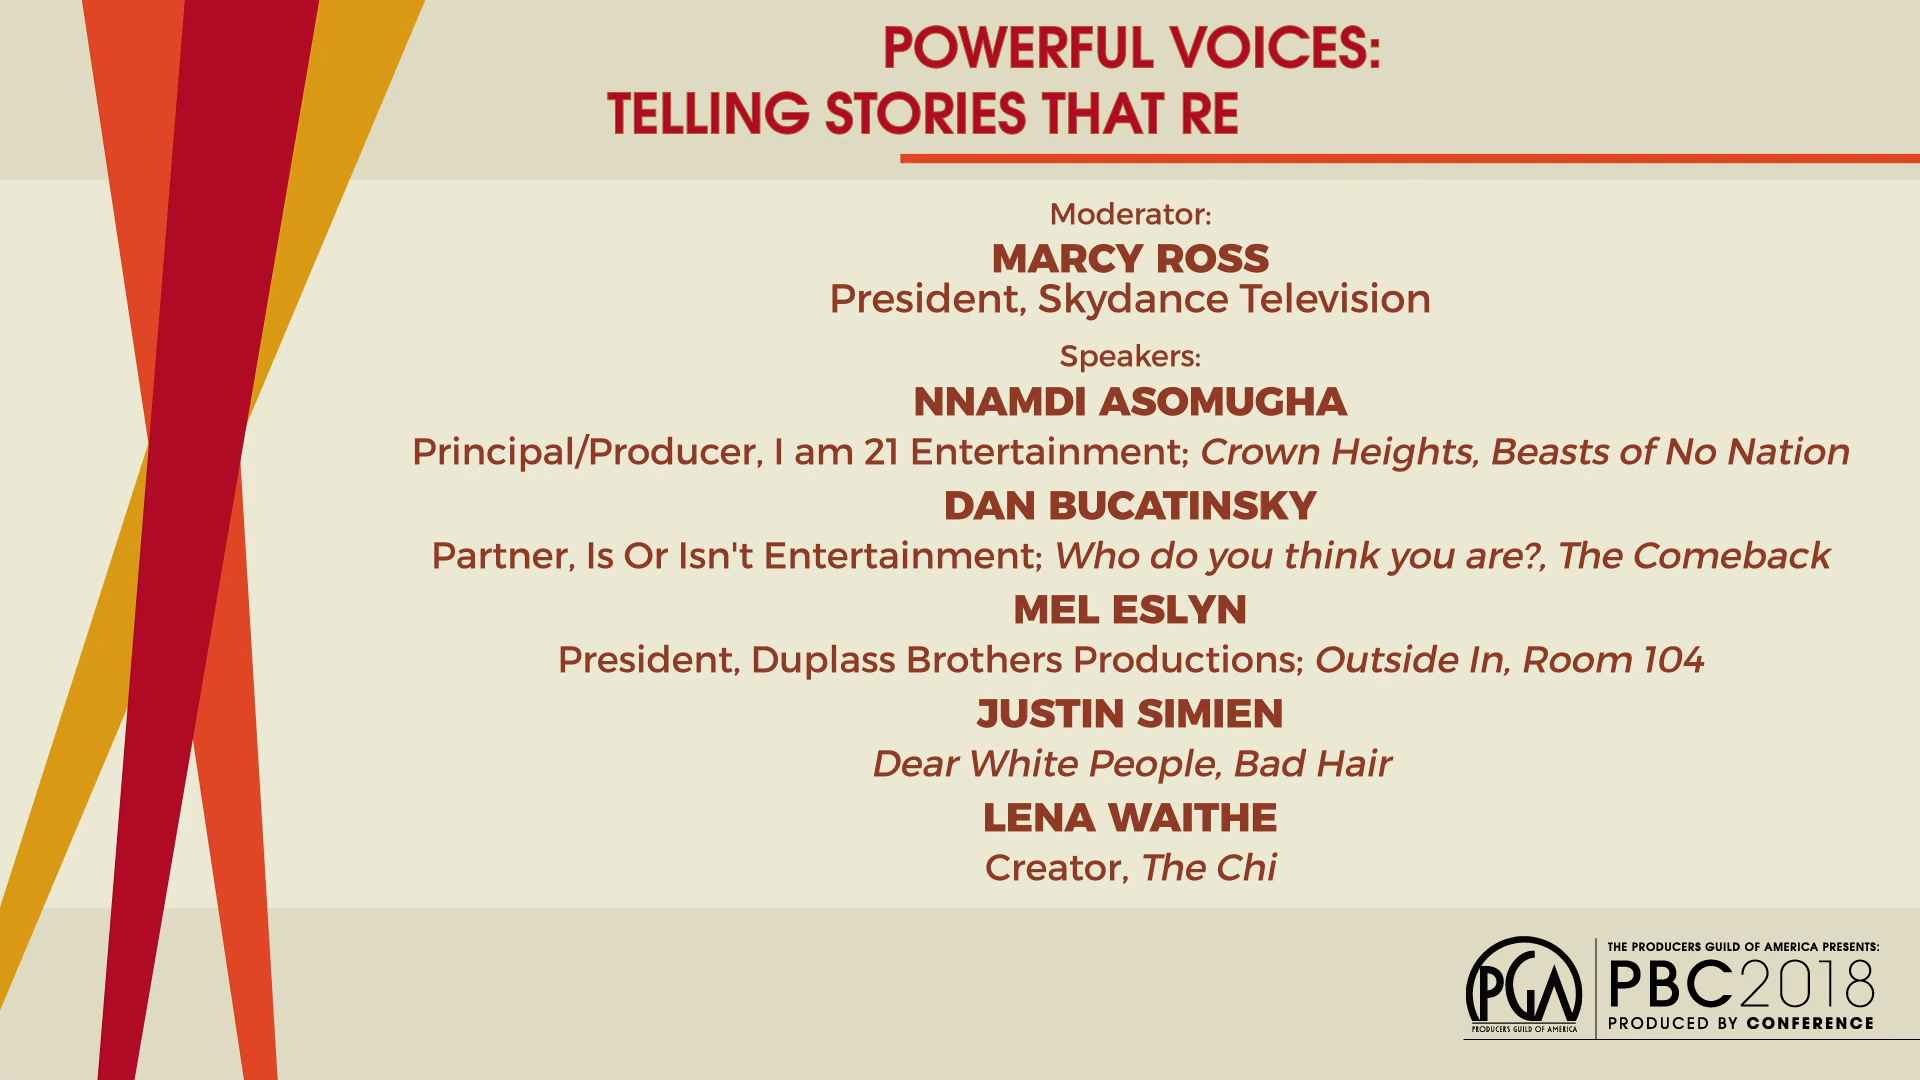 POWERFUL VOICES:
TELLING STORIES THAT RE
Moderator:
MARCY ROSS
President, Skydance Television
Speakers:
NNAMDI ASOMUGHA
Principal/Producer, I am 21 Entertainment; Crown Heights, Beasts of No Nation
DAN BUCATINSKY
Partner, Is Or Isn't Entertainment; Who do you think you are?, The Comeback
MEL ESLYN
President, Duplass Brothers Productions; Outside In, Room 104
JUSTIN SIMIEN
Dear White People, Bad Hair
LENA WAITHE
Creator, The Chi
PGA
PRODUCERS GUILD OF AMERICA
THE PRODUCERS GUILD OF AMERICA PRESENTS:
PBC2018
PRODUCED BY CONFERENCE